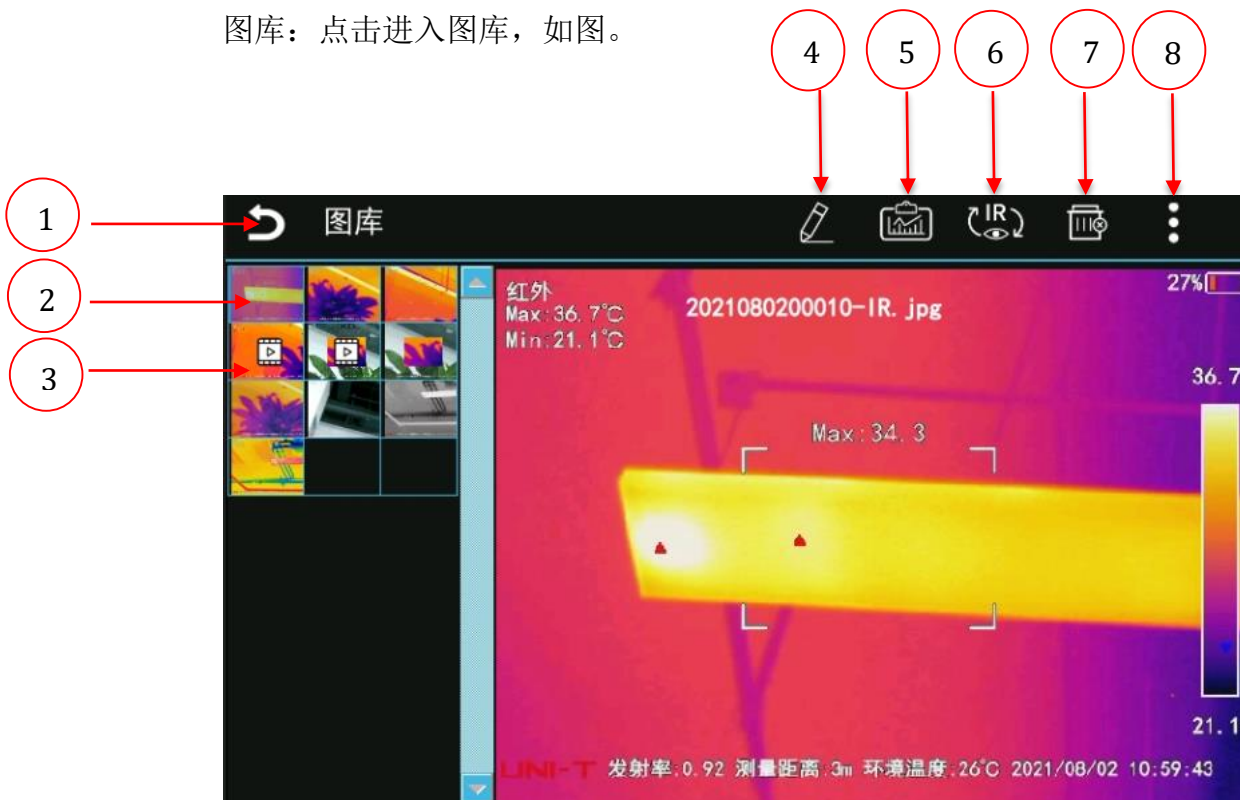 图库：点击进入图库，如图。
4 5 6 7 8
1
2
3
图库
IR
27%
红外
Max:36.7℃
Min:21.1℃
2021080200010-IR.jpg
36.7
Max:34.3
21.1
UNI-T 发射率:0.92 测量距离:3m 环境温度:26℃ 2021/08/02 10:59:43